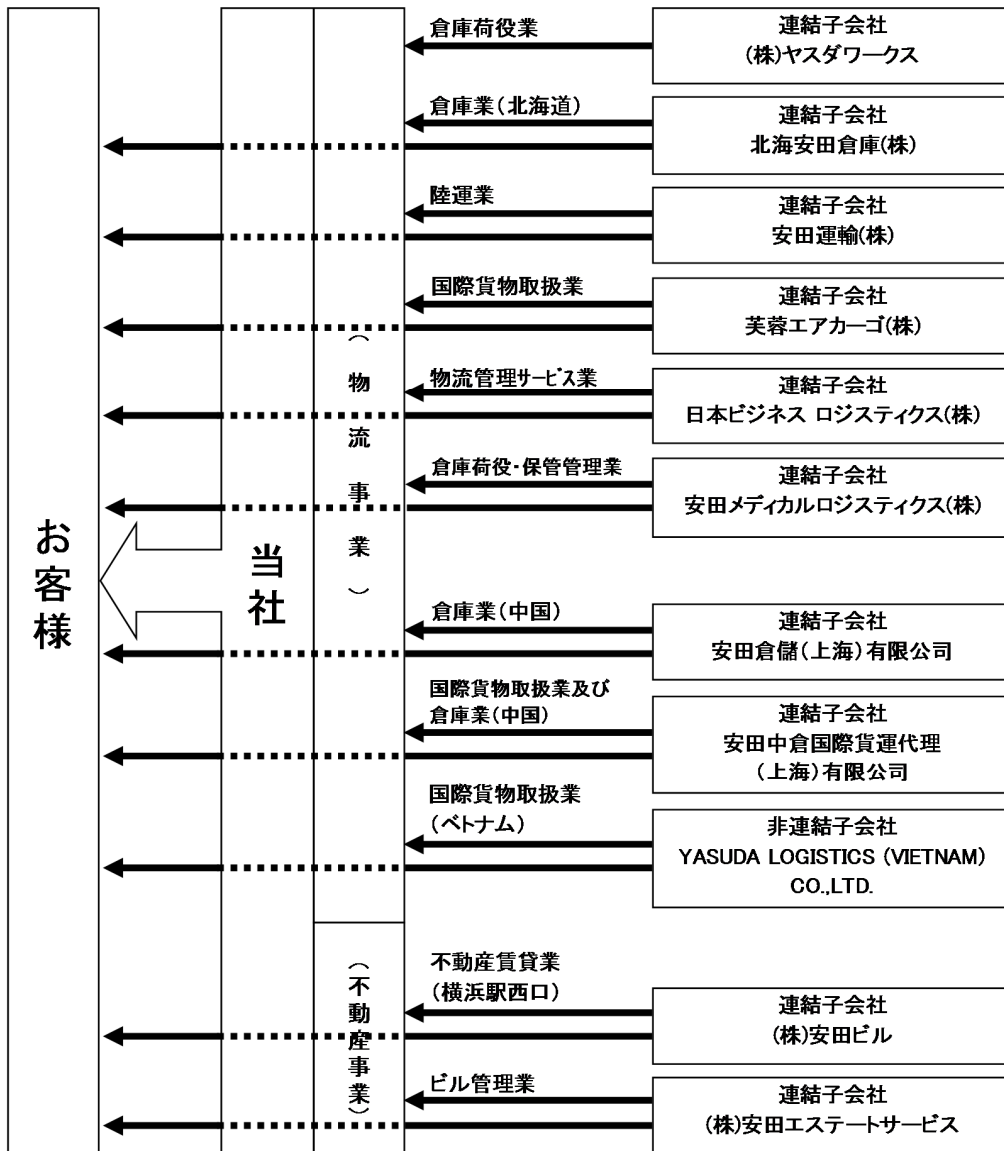 倉庫荷役業
連結子会社
(株)ヤスダワークス
倉庫業(北海道)
連結子会社
北海安田倉庫(株)
陸運業
連結子会社
安田運輸(株)
国際貨物取扱業
連結子会社
芙蓉エアカーゴ(株)
物流管理サービス業
連結子会社
日本ビジネス ロジスティクス(株)
倉庫荷役・保管管理業
連結子会社
安田メディカルロジスティクス(株)
お客様
当社
(物流事業)
倉庫業(中国)
連結子会社
安田倉儲(上海)有限公司
国際貨物取扱業及び
倉庫業(中国)
連結子会社
安田中倉国際貨運代理
(上海)有限公司
国際貨物取扱業
(ベトナム)
非連結子会社
YASUDA LOGISTICS (VIETNAM)
CO.,LTD.
(不動産事業)
不動産賃貸業
(横浜駅西口)
連結子会社
(株)安田ビル
ビル管理業
連結子会社
(株)安田エステートサービス